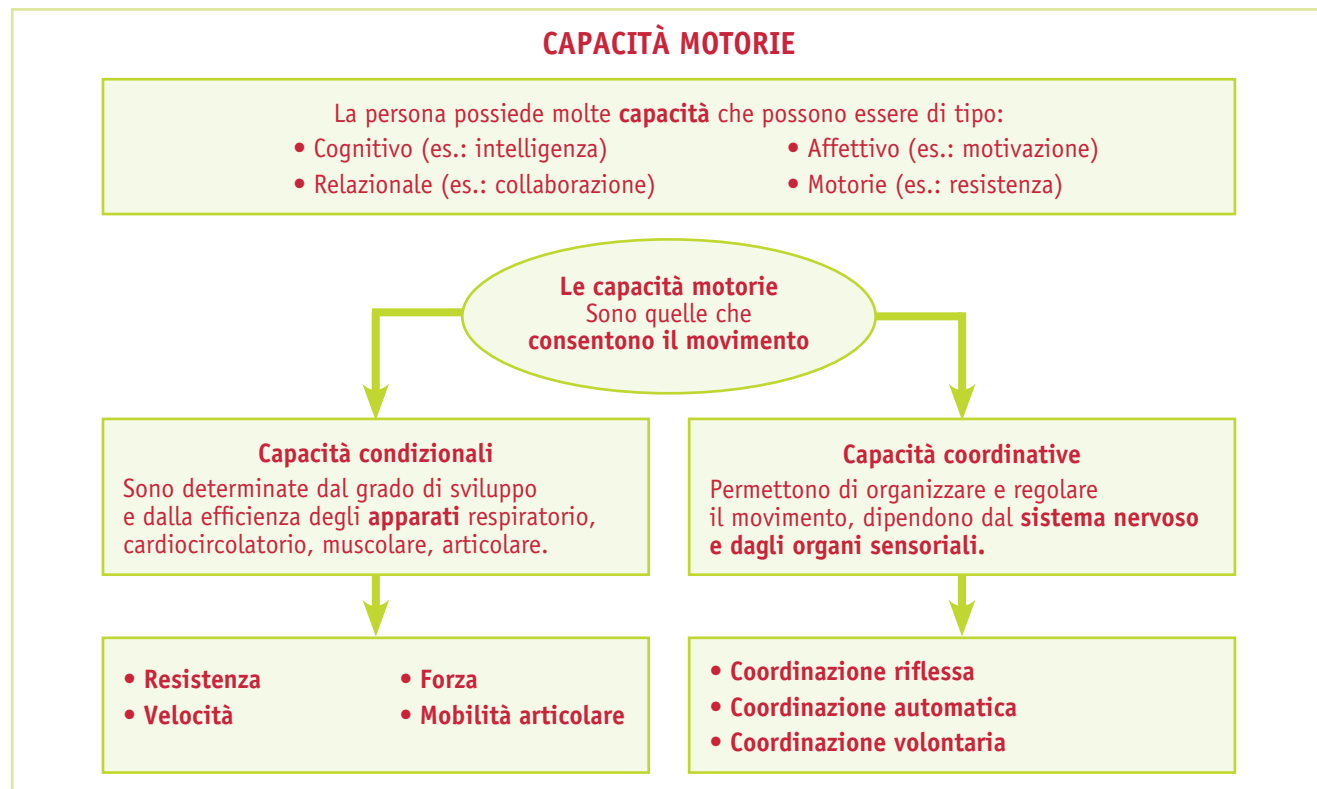 CAPACITÀ MOTORIE
La persona possiede molte capacità che possono essere di tipo:
• Cognitivo (es.: intelligenza)
• Relazionale (es.: collaborazione)
• Affettivo (es.: motivazione)
• Motorie (es.: resistenza)
Le capacità motorie
Sono quelle che
consentono il movimento
Capacità condizionali
Sono determinate dal grado di sviluppo
e dalla efficienza degli apparati respiratorio,
cardiocircolatorio, muscolare, articolare.
Capacità coordinative
Permettono di organizzare e regolare
il movimento, dipendono dal sistema nervoso
e dagli organi sensoriali.
• Resistenza
• Velocità
• Forza
• Mobilità articolare
• Coordinazione riflessa
• Coordinazione automatica
• Coordinazione volontaria